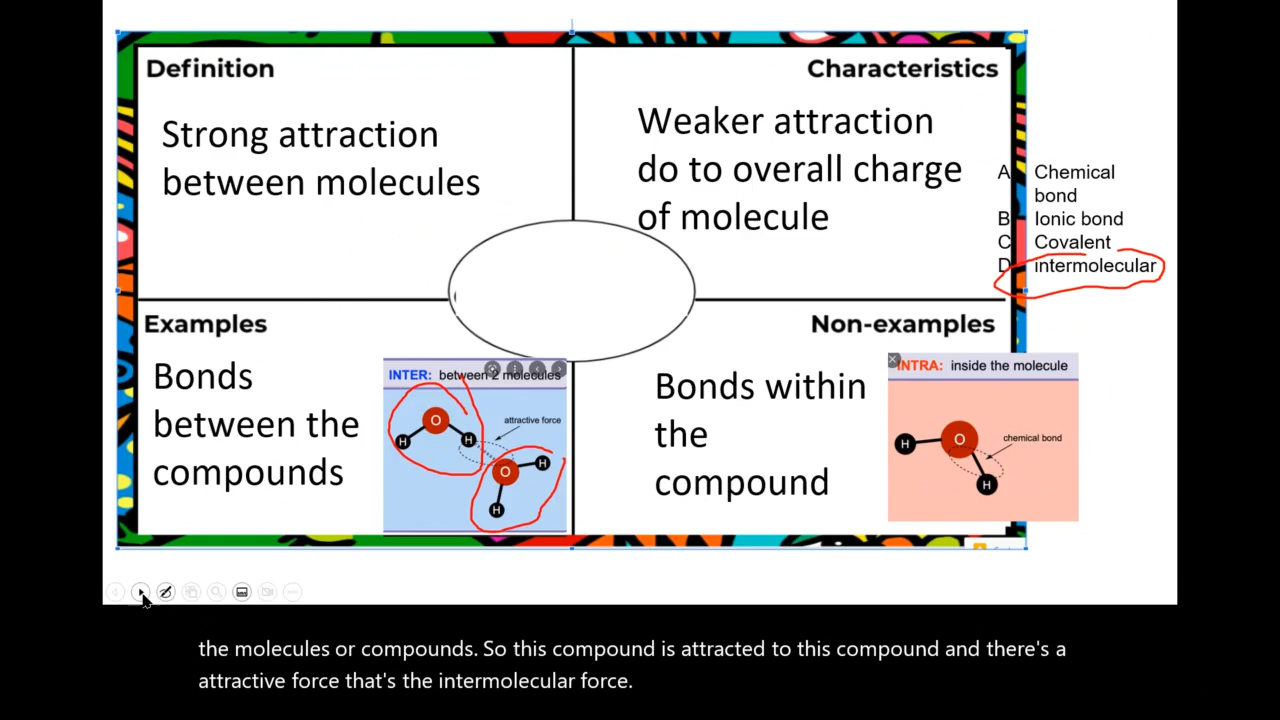 Definition
Strong attraction
between molecules
Characteristics
Weaker attraction
do to overall charge
of molecule
A Chemical
bond
B Ionic bond
C Covalent
D intermolecular
Examples
Bonds
between the
compounds
INTER: between 2 molecules
attractive force
O
H
H
O
H
H
Non-examples
Bonds within
the
compound
INTRA: inside the molecule
chemical bond
H
O
H
the molecules or compounds. So this compound is attracted to this compound and there's a
attractive force that's the intermolecular force.